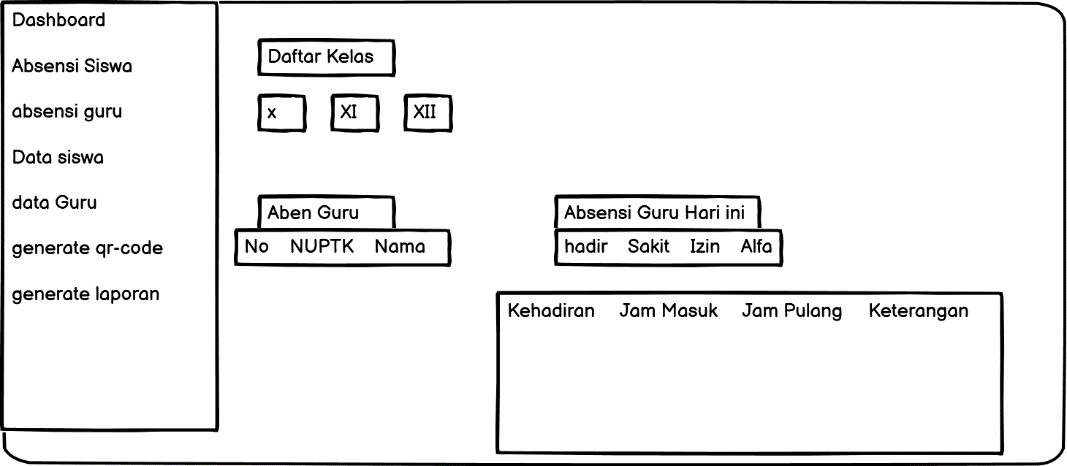 Dashboard
Absensi Siswa
absensi guru
Data siswa
data Guru
generate qr-code
generate laporan
Daftar Kelas
x XI XII
Aben Guru
No NUPTK Nama
Absensi Guru Hari ini
hadir Sakit Izin Alfa
Kehadiran Jam Masuk Jam Pulang Keterangan